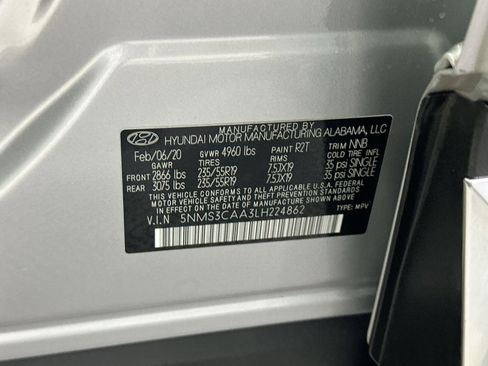 MANUFACTURED BY
HYUNDAI MOTOR MANUFACTURING ALABAMA, LLC
Feb/06/20 GVWR 4960 lbs PAINT R2T TRIM NNB
GAWR TIRES RIMS COLD TIRE INFL
FRONT 2866 lbs 235/55R19 7.5JX19 35 psi SINGLE
REAR 3075 lbs 235/55R19 7.5JX19 35 psi SINGLE
THIS VEHICLE CONFORMS TO ALL APPLICABLE U.S.A. FEDERAL
MOTOR VEHICLE SAFETY AND THEFT PREVENTION STANDARDS
IN EFFECT ON THE DATE OF MANUFACTURE SHOWN ABOVE
V.I.N 5NMS3CAA3LH224862 TYPE: MPV